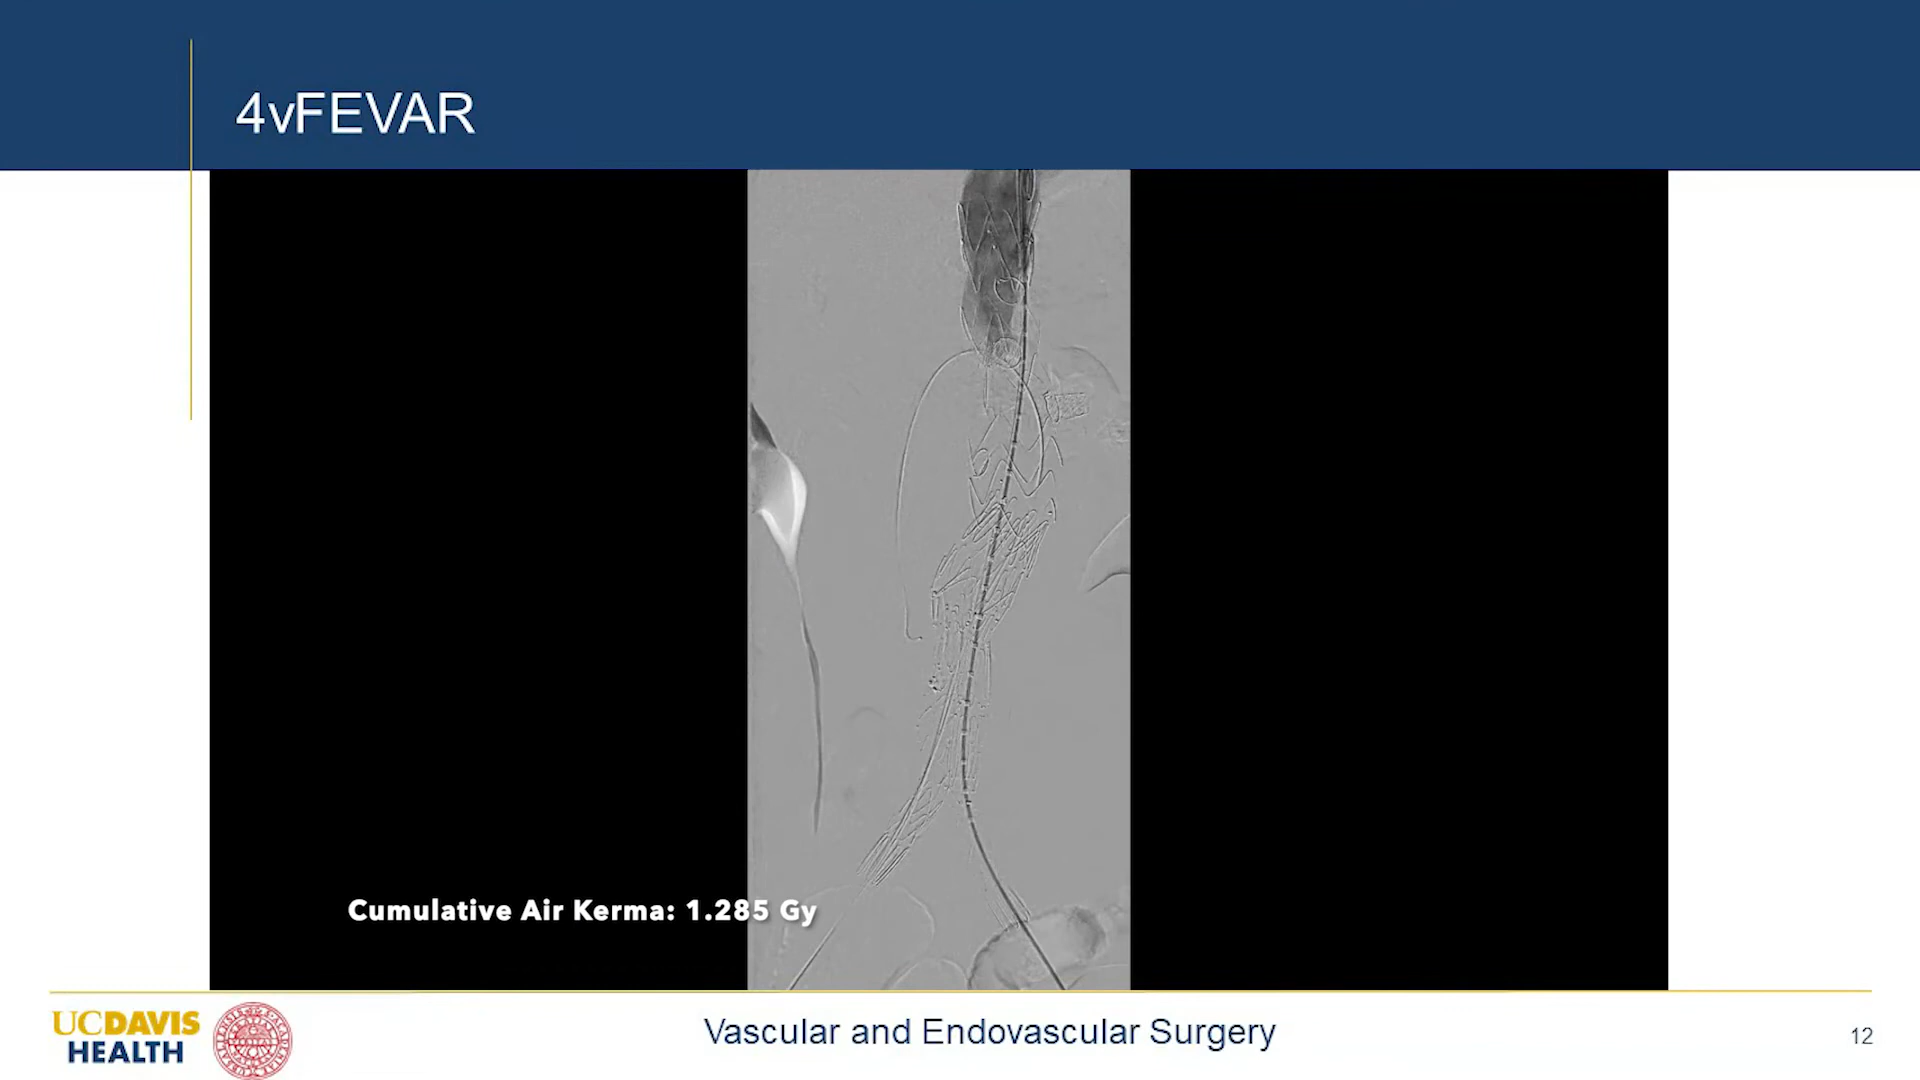 4vFEVAR
Cumulative Air Kerma: 1.285 Gy
UCDAVIS
HEALTH
Vascular and Endovascular Surgery
12